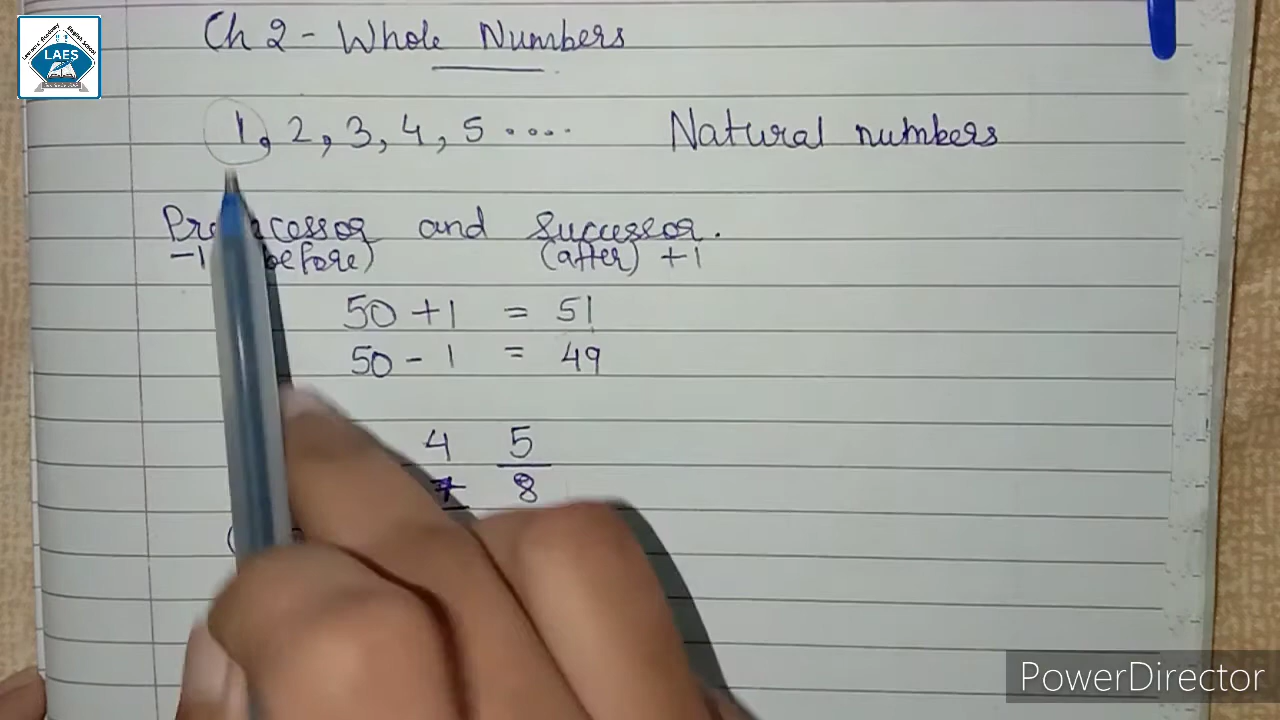 LAES
Ch 2 - Whole Numbers
1, 2, 3, 4, 5 ....
Natural numbers
and successor.
-1
before)
(after) +1
50 + 1 = 51
50 - 1 = 49
4 5
7 8
PowerDirector